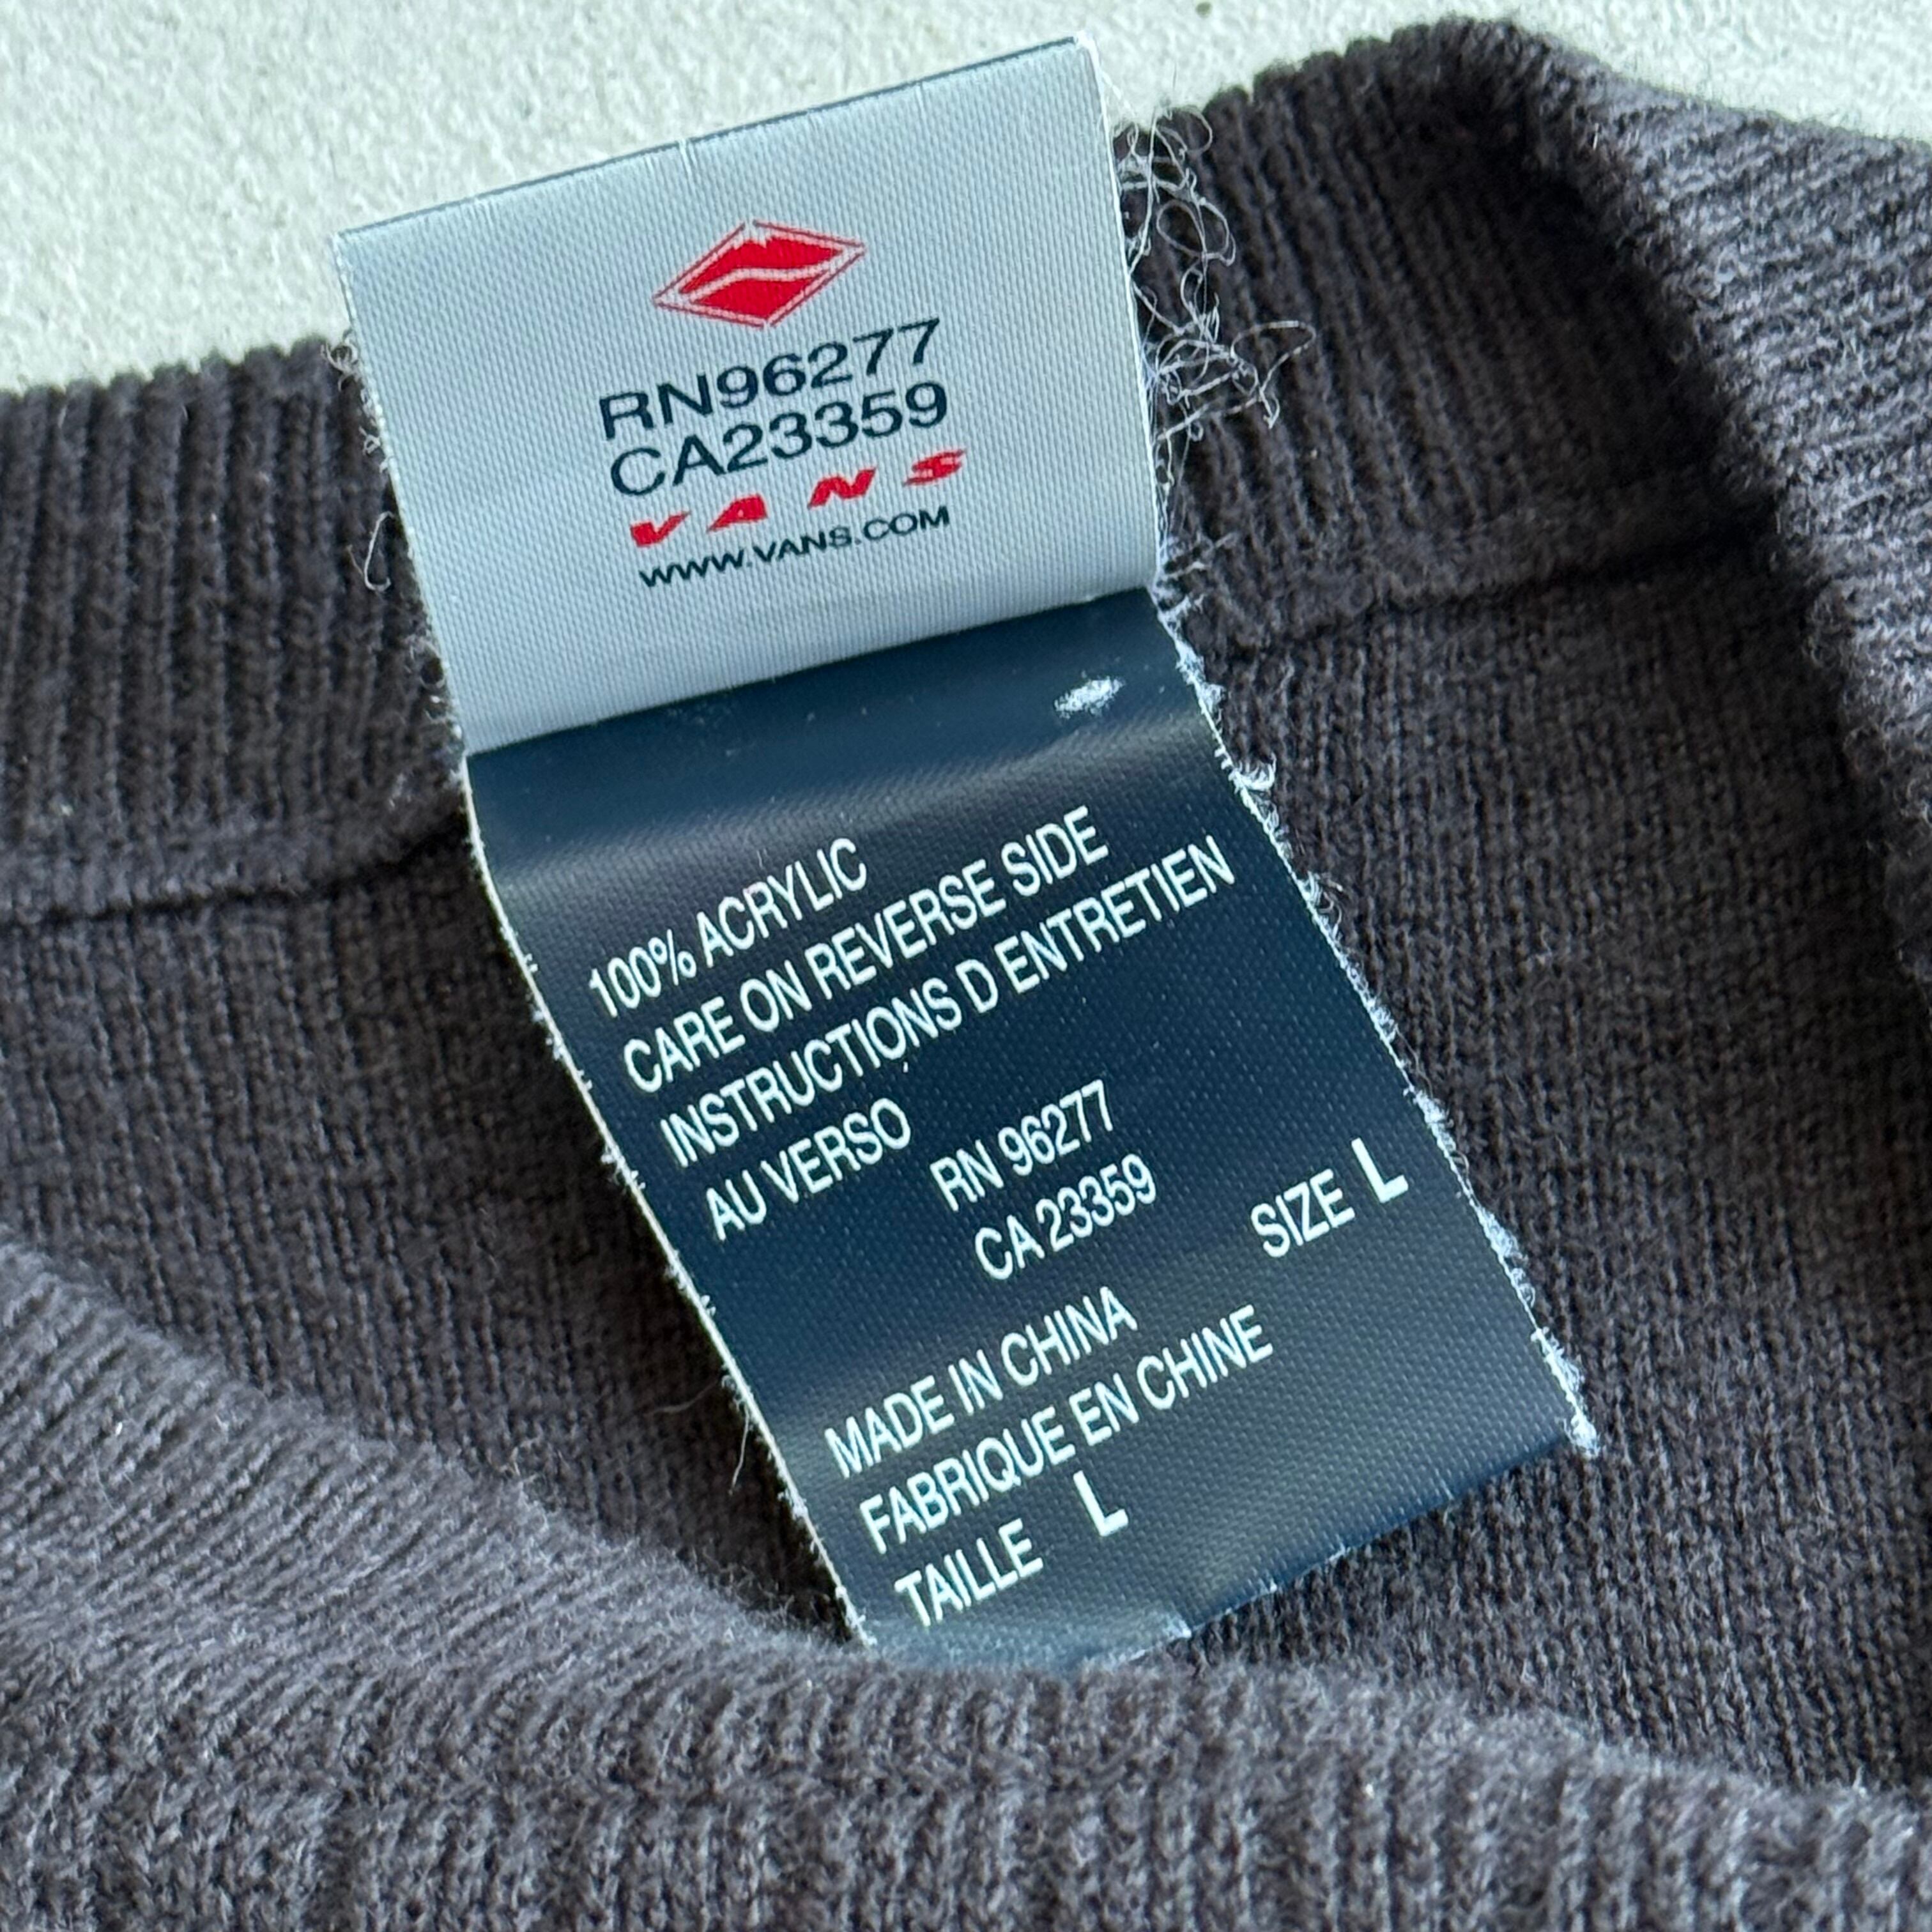 RN96277
CA23359
VANS
WWW.VANS.COM
100% ACRYLIC
CARE ON REVERSE SIDE
INSTRUCTIONS D ENTRETIEN
AU VERSO
RN 96277
CA 23359
SIZE L
MADE IN CHINA
FABRIQUE EN CHINE
TAILLE L